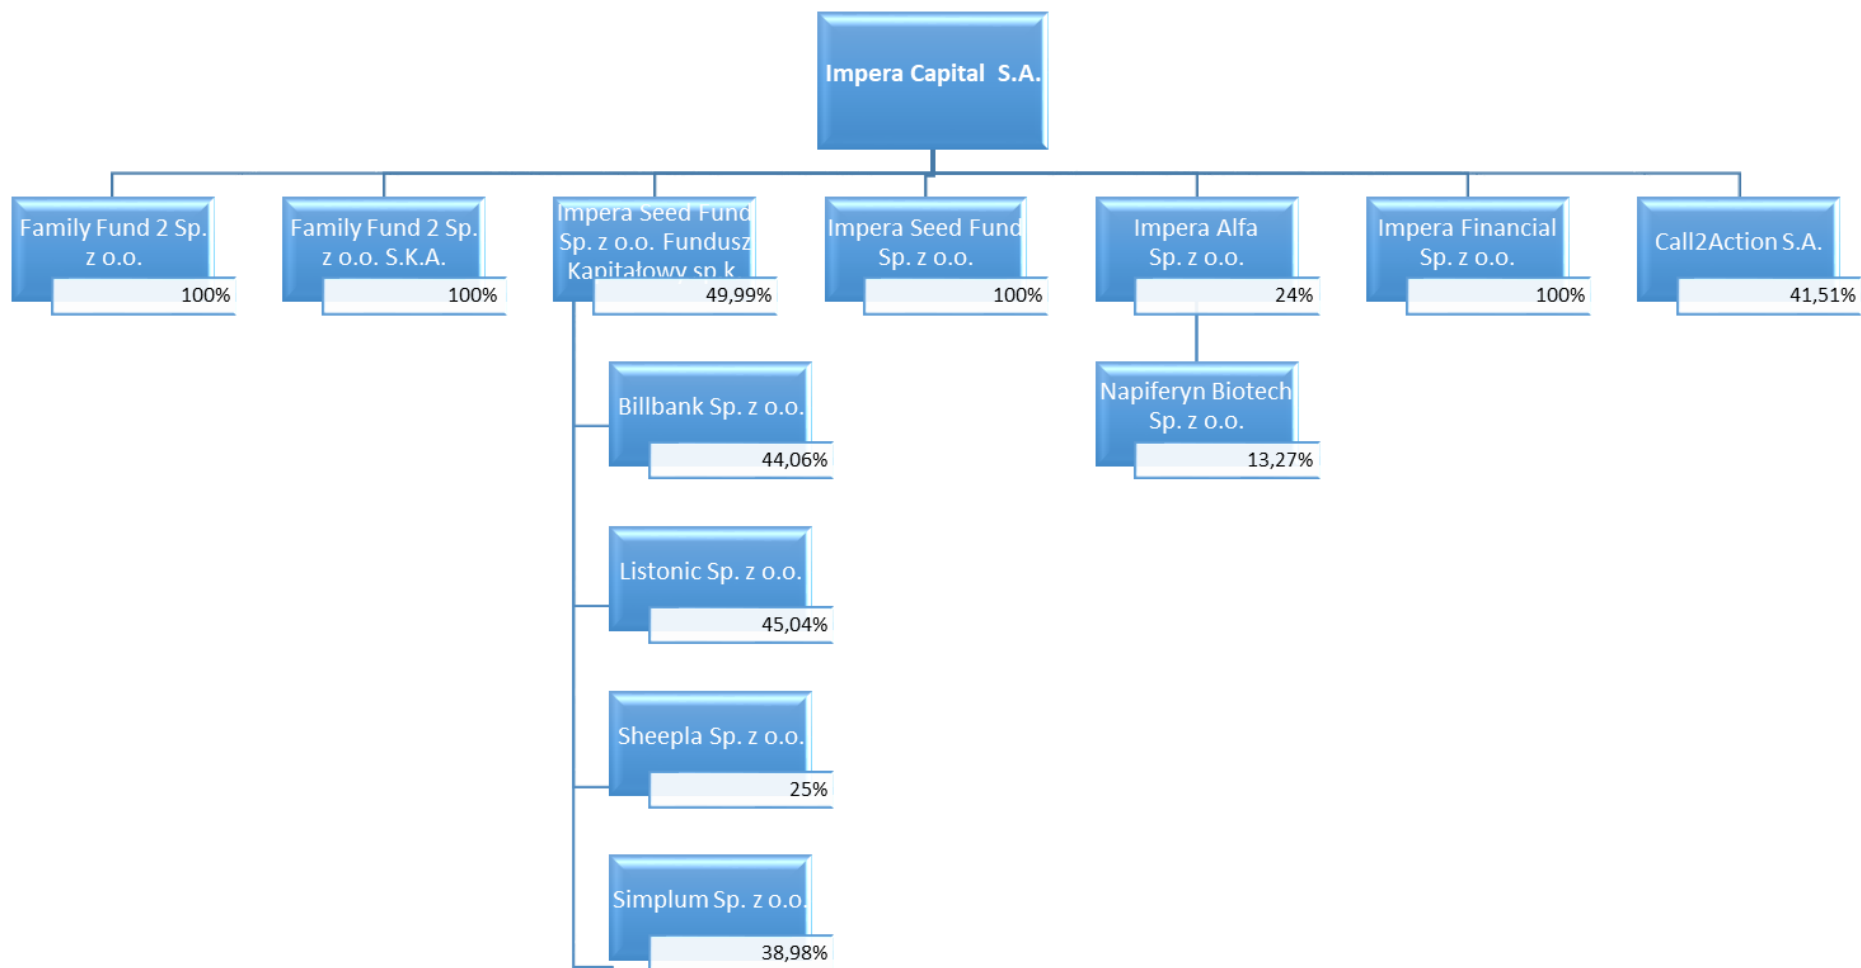 Impera Capital  S.A.
Family Fund 2 Sp.
z o.o.
100%
Family Fund 2 Sp.
z o.o. S.K.A.
100%
Impera Seed Fund
Sp. z o.o. Fundusz
Kapitałowy sp k
49,99%
Impera Seed Fund
Sp. z o.o.
100%
Impera Alfa
Sp. z o.o.
24%
Impera Financial
Sp. z o.o.
100%
Call2Action S.A.
41,51%
Billbank Sp. z o.o.
44,06%
Napiferyn Biotech
Sp. z o.o.
13,27%
Listonic Sp. z o.o.
45,04%
Sheepla Sp. z o.o.
25%
Simplum Sp. z o.o.
38,98%